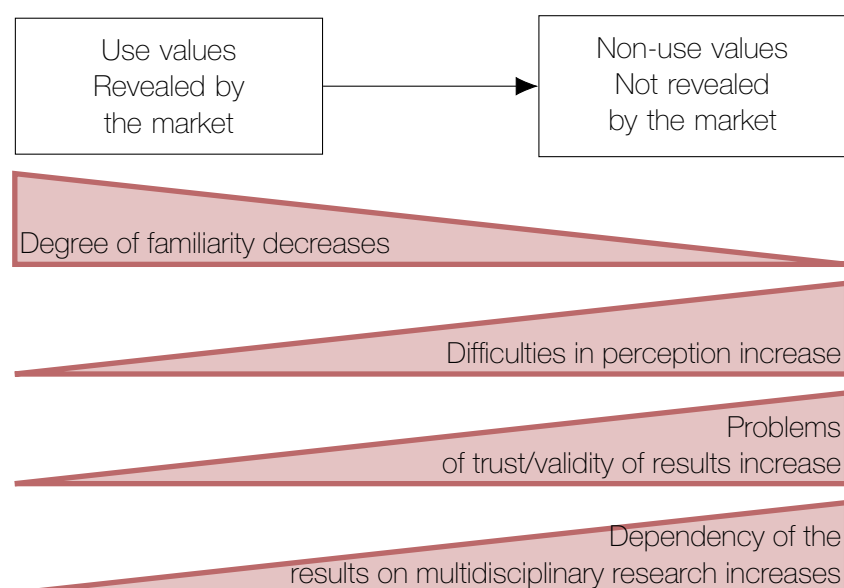 Use values
Revealed by
the market
Non-use values
Not revealed
by the market
Degree of familiarity decreases
Difficulties in perception increase
Problems
of trust/validity of results increase
Dependency of the
results on multidisciplinary research increases